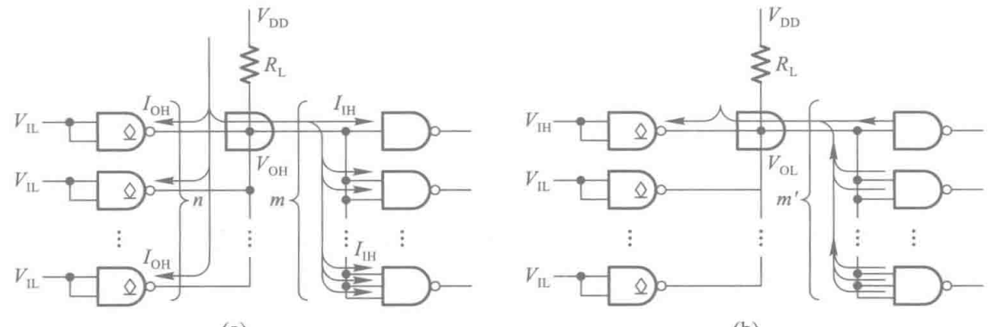 V_DD V_DD
R_L R_L
I_OH I_IH
V_IL V_IH
V_OH V_OL
V_IL V_IL
n m m′
⋮ ⋮ ⋮ ⋮ ⋮ ⋮ ⋮ ⋮
I_OH I_IH
V_IL V_IL